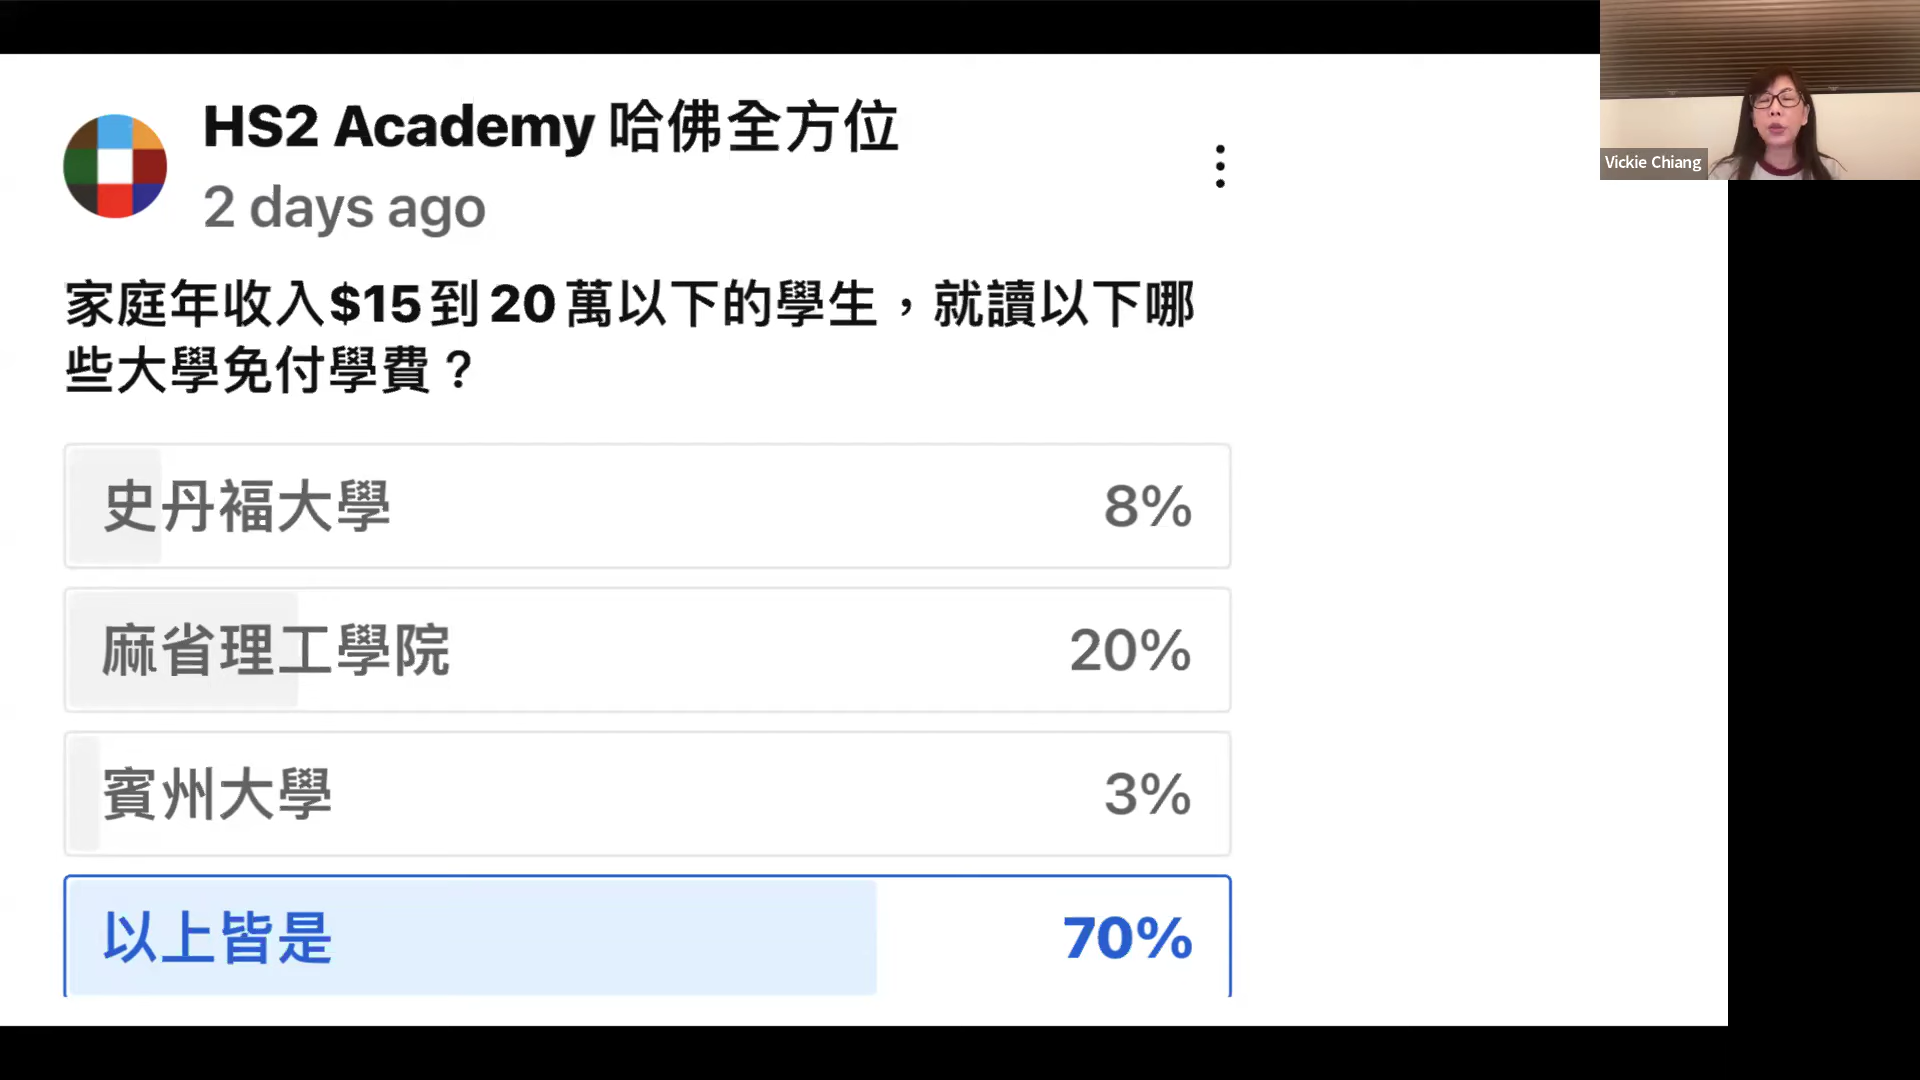 HS2 Academy 哈佛全方位
2 days ago
家庭年收入$15到20萬以下的學生，就讀以下哪
些大學免付學費？
史丹福大學 8%
麻省理工學院 20%
賓州大學 3%
以上皆是 70%
Vickie Chiang